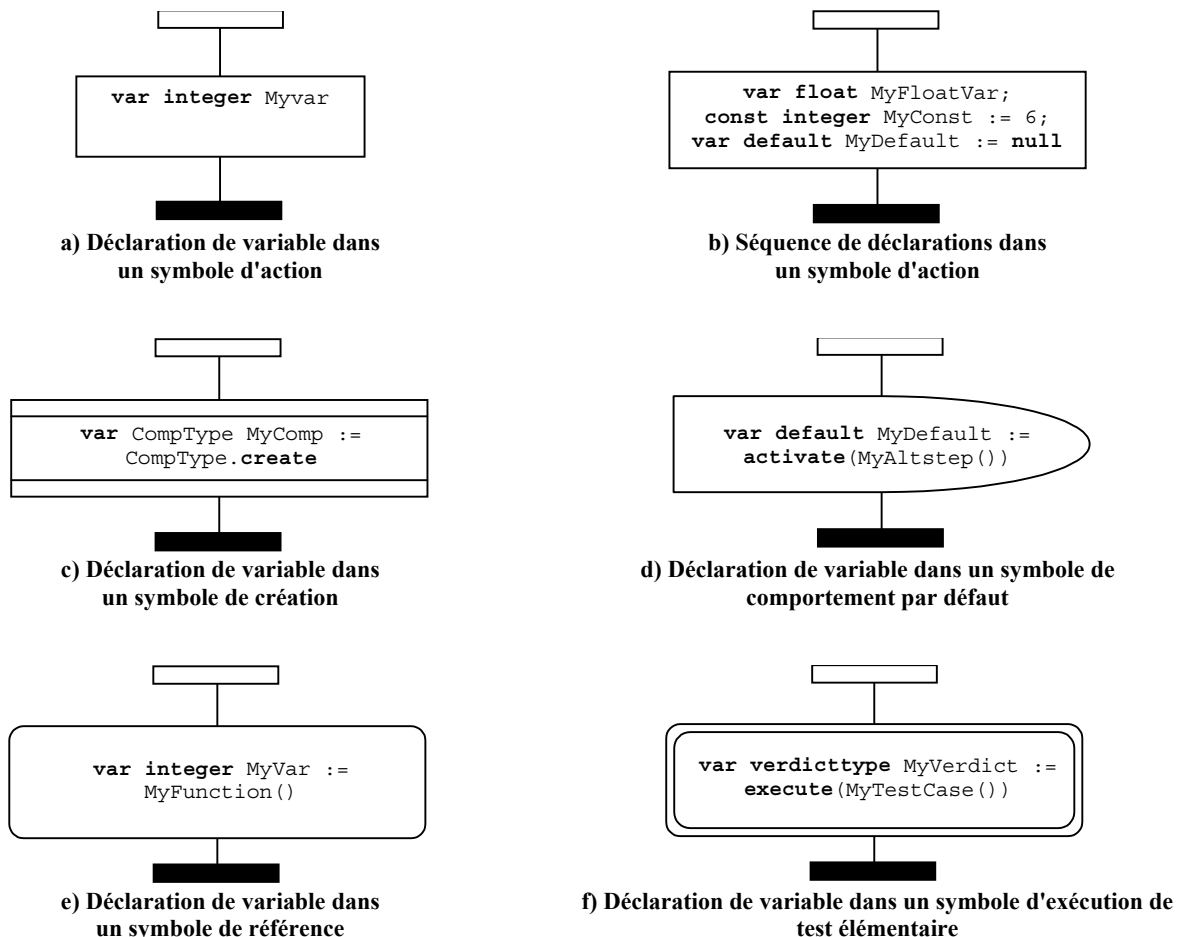 var integer Myvar
a) Déclaration de variable dans
un symbole d'action
var float MyFloatVar;
const integer MyConst := 6;
var default MyDefault := null
b) Séquence de déclarations dans
un symbole d'action
var CompType MyComp :=
CompType.create
c) Déclaration de variable dans
un symbole de création
var default MyDefault :=
activate(MyAltstep())
d) Déclaration de variable dans un symbole de
comportement par défaut
var integer MyVar :=
MyFunction()
e) Déclaration de variable dans
un symbole de référence
var verdicttype MyVerdict :=
execute(MyTestCase())
f) Déclaration de variable dans un symbole d'exécution de
test élémentaire